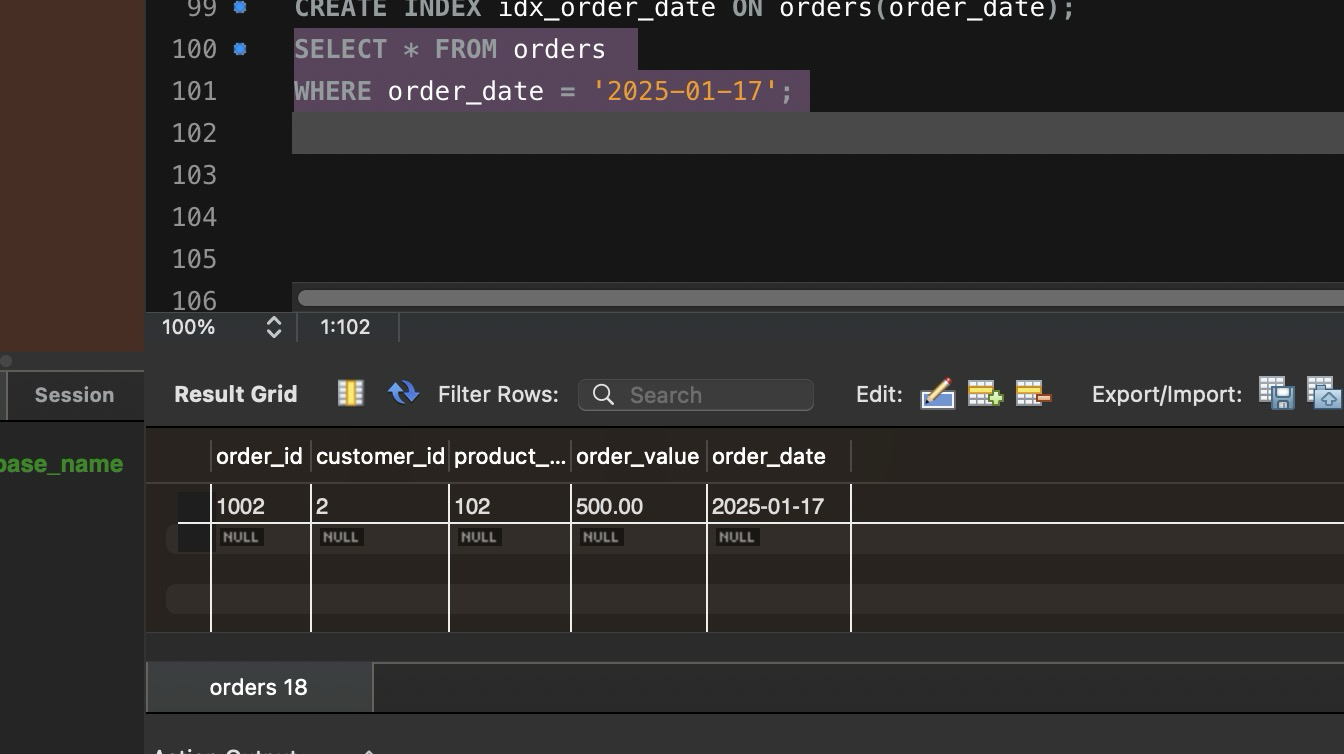 99 CREATE INDEX idx_order_date ON orders(order_date);
100 SELECT * FROM orders
101 WHERE order_date = '2025-01-17';
102
103
104
105
106
100% 1:102
Session
Result Grid Filter Rows: Search Edit: Export/Import:
base_name
order_id customer_id product_... order_value order_date
1002 2 102 500.00 2025-01-17
NULL NULL NULL NULL NULL
orders 18
Action Output